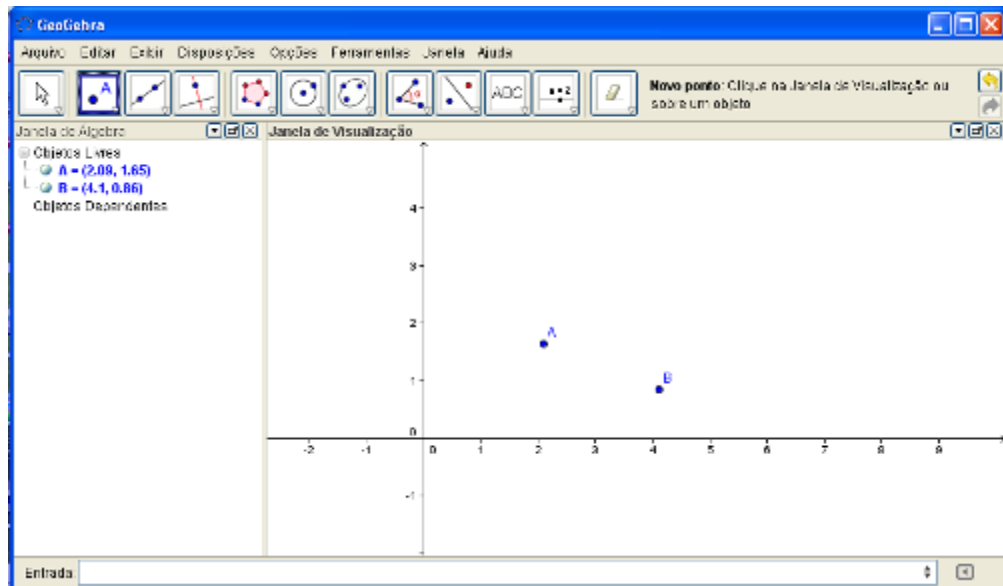 GeoGebra
Arquivo Editar Exibir Disposições Opções Ferramentas Janela Ajuda
A
ABC
a=2
Novo ponto: Clique na Janela de Visualização ou
sobre um objeto
Janela de Álgebra
Janela de Visualização
Objetos Livres
A = (2.09, 1.65)
B = (4.1, 0.86)
Objetos Dependentes
4
3
2
A
1
B
0
-2 -1 0 1 2 3 4 5 6 7 8 9
-1
Entrada: